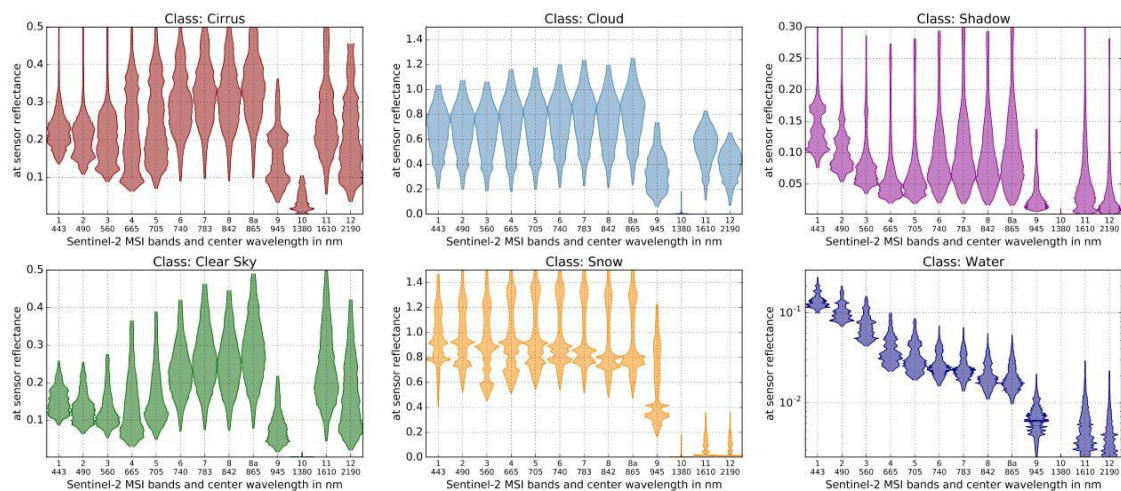 Class: Cirrus
0.5
0.4
0.3
0.2
0.1
at sensor reflectance
1 2 3 4 5 6 7 8 8a 9 10 11 12
443 490 560 665 705 740 783 842 865 945 1380 1610 2190
Sentinel-2 MSI bands and center wavelength in nm
Class: Cloud
1.4
1.2
1.0
0.8
0.6
0.4
0.2
0.0
at sensor reflectance
1 2 3 4 5 6 7 8 8a 9 10 11 12
443 490 560 665 705 740 783 842 865 945 1380 1610 2190
Sentinel-2 MSI bands and center wavelength in nm
Class: Shadow
0.30
0.25
0.20
0.15
0.10
0.05
at sensor reflectance
1 2 3 4 5 6 7 8 8a 9 10 11 12
443 490 560 665 705 740 783 842 865 945 1380 1610 2190
Sentinel-2 MSI bands and center wavelength in nm
Class: Clear Sky
0.5
0.4
0.3
0.2
0.1
at sensor reflectance
1 2 3 4 5 6 7 8 8a 9 10 11 12
443 490 560 665 705 740 783 842 865 945 1380 1610 2190
Sentinel-2 MSI bands and center wavelength in nm
Class: Snow
1.4
1.2
1.0
0.8
0.6
0.4
0.2
0.0
at sensor reflectance
1 2 3 4 5 6 7 8 8a 9 10 11 12
443 490 560 665 705 740 783 842 865 945 1380 1610 2190
Sentinel-2 MSI bands and center wavelength in nm
Class: Water
10⁻¹
10⁻²
at sensor reflectance
1 2 3 4 5 6 7 8 8a 9 10 11 12
443 490 560 665 705 740 783 842 865 945 1380 1610 2190
Sentinel-2 MSI bands and center wavelength in nm